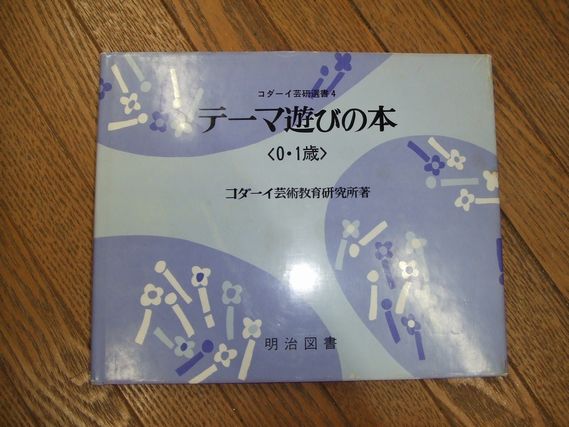 コダーイ芸研選書4
テーマ遊びの本
〈0・1歳〉
コダーイ芸術教育研究所著
明治図書